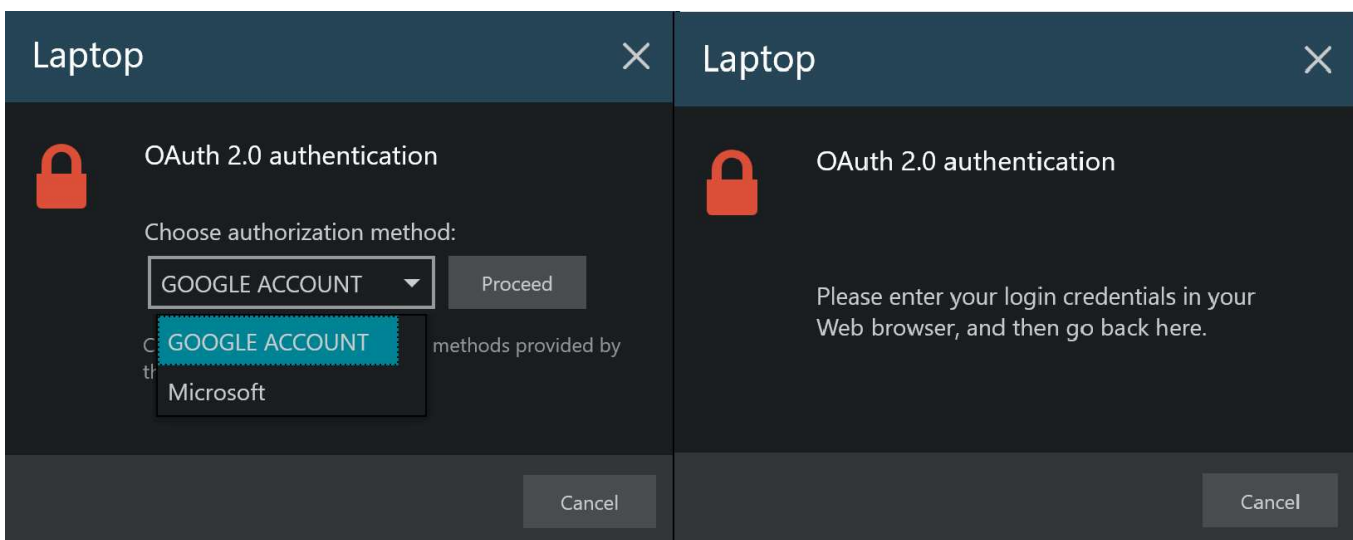 Laptop
OAuth 2.0 authentication
Choose authorization method:
GOOGLE ACCOUNT
Proceed
GOOGLE ACCOUNT
methods provided by
Microsoft
Cancel
Laptop
OAuth 2.0 authentication
Please enter your login credentials in your
Web browser, and then go back here.
Cancel